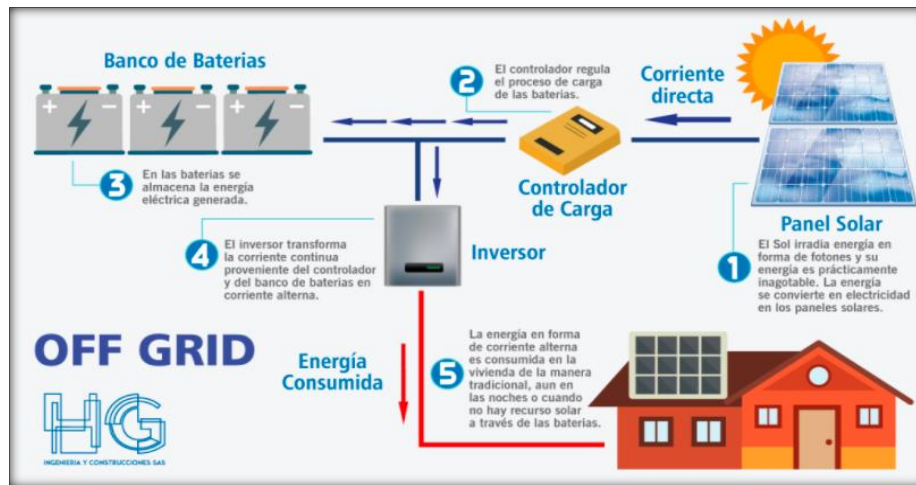 Banco de Baterias
2
El controlador regula
el proceso de carga
de las baterías.
Corriente
directa
3
En las baterías se
almacena la energía
eléctrica generada.
Controlador
de Carga
Panel Solar
1
El Sol irradia energía en
forma de fotones y su
energía es prácticamente
inagotable. La energía
se convierte en electricidad
en los paneles solares.
4
El inversor transforma
la corriente continua
proveniente del controlador
y del banco de baterías en
corriente alterna.
Inversor
OFF GRID
Energía
Consumida
5
La energía en forma
de corriente alterna
es consumida en la
vivienda de la manera
tradicional, aun en
las noches o cuando
no hay recurso solar
a través de las baterías.
HG
INGENIERIA Y CONSTRUCCIONES SAS